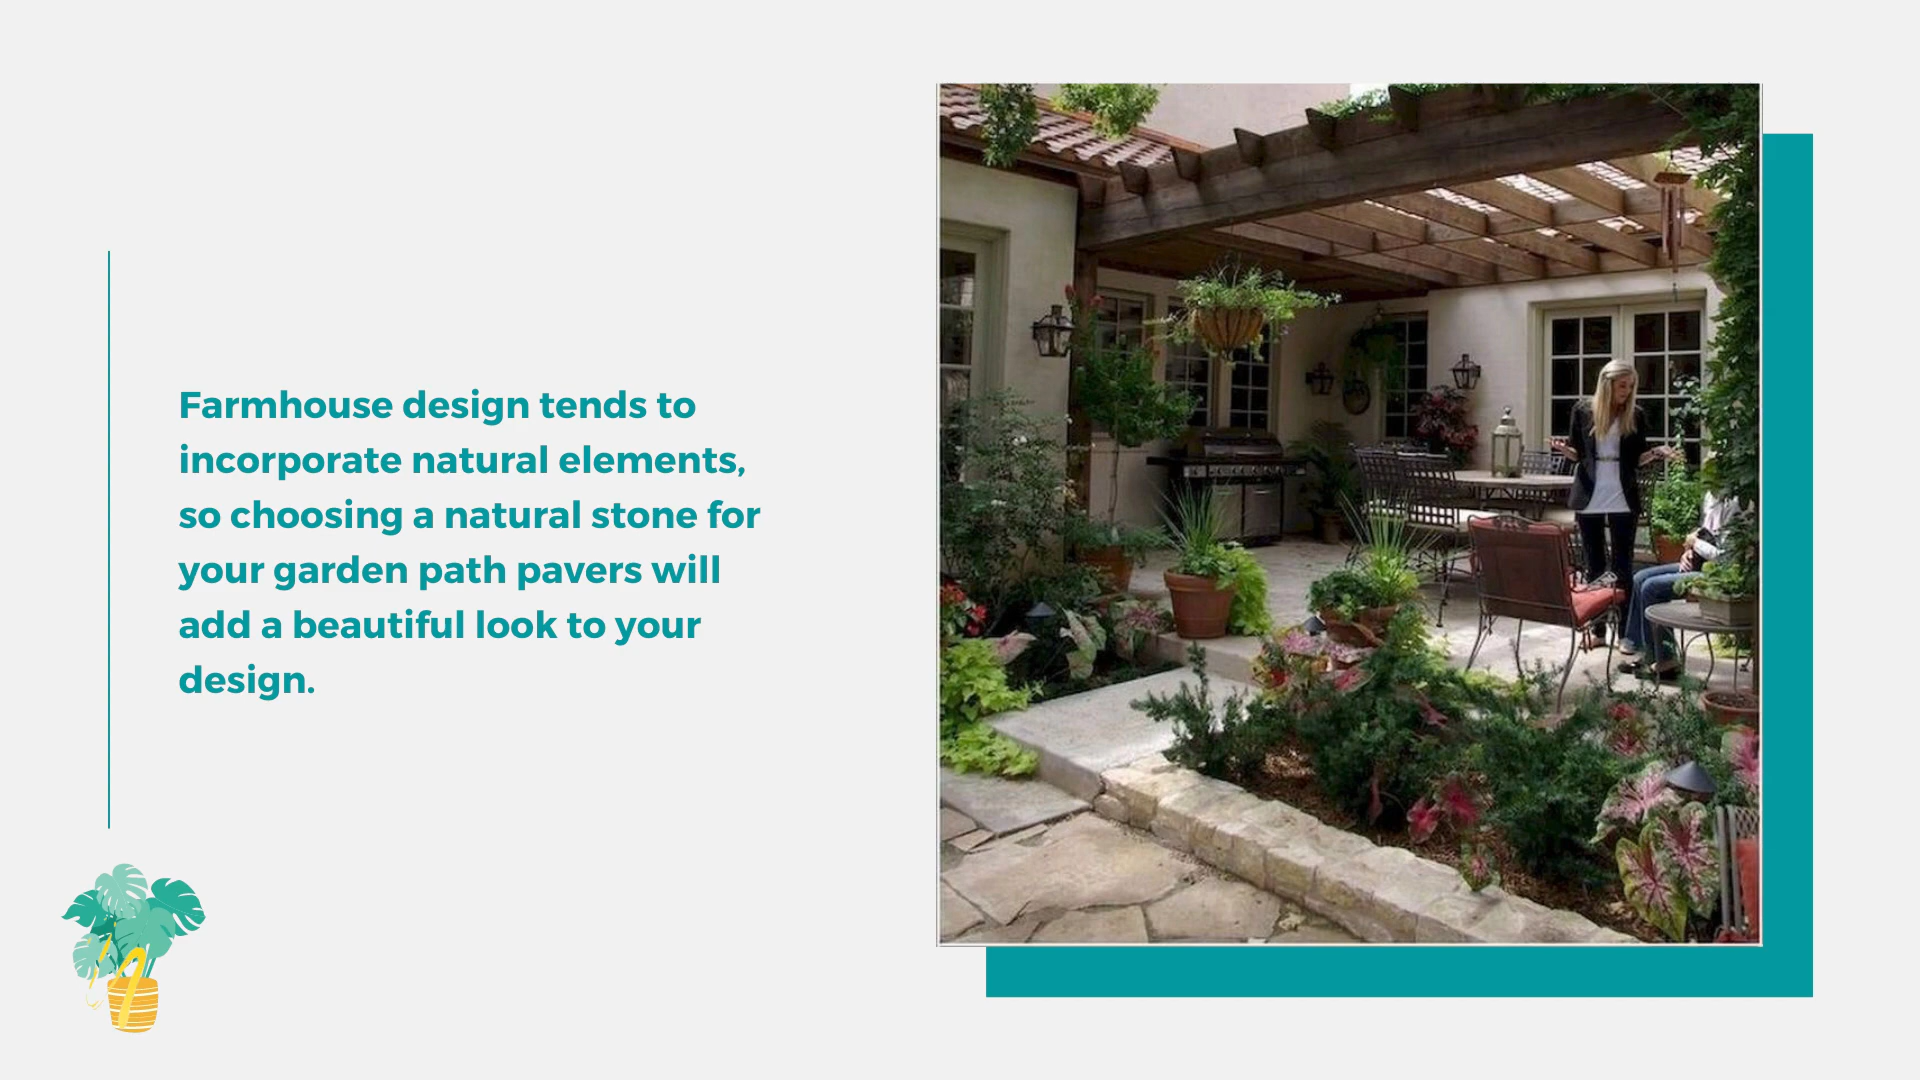 Farmhouse design tends to
incorporate natural elements,
so choosing a natural stone for
your garden path pavers will
add a beautiful look to your
design.